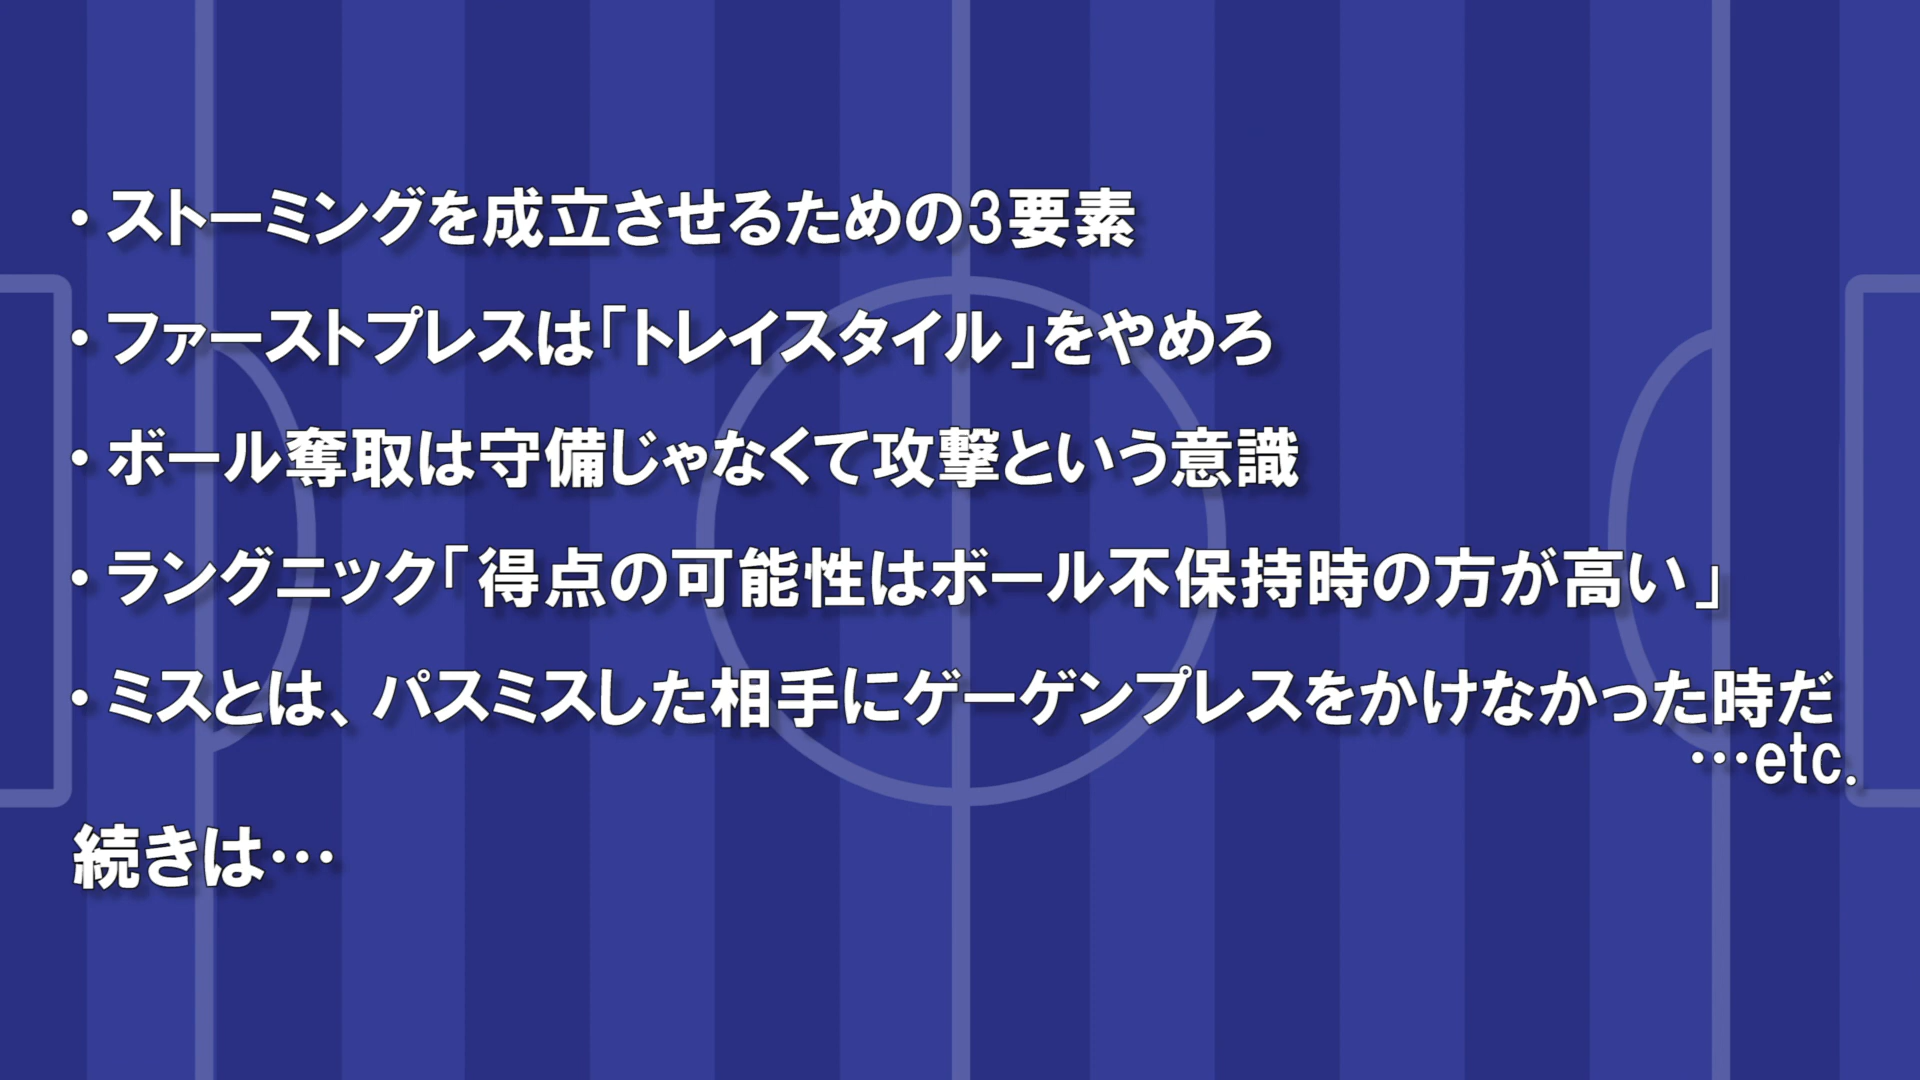 ・ストーミングを成立させるための3要素
・ファーストプレスは「トレイスタイル」をやめろ
・ボール奪取は守備じゃなくて攻撃という意識
・ラングニック「得点の可能性はボール不保持時の方が高い」
・ミスとは、パスミスした相手にゲーゲンプレスをかけなかった時だ
…etc.
続きは…